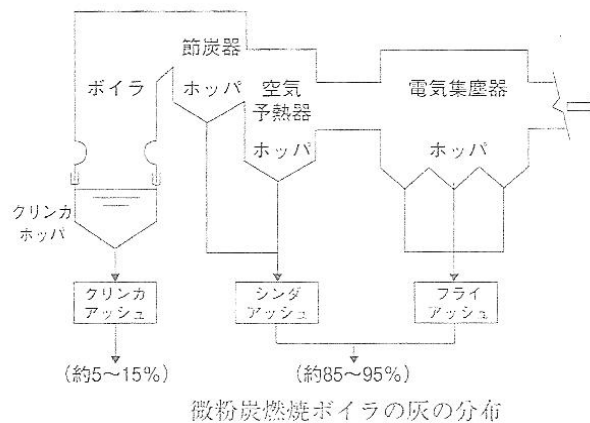 節炭器
ボイラ
ホッパ
空気
予熱器
電気集塵器
ホッパ
ホッパ
クリンカ
ホッパ
クリンカ
アッシュ
シンダ
アッシュ
フライ
アッシュ
(約5〜15%)
(約85〜95%)
微粉炭燃焼ボイラの灰の分布